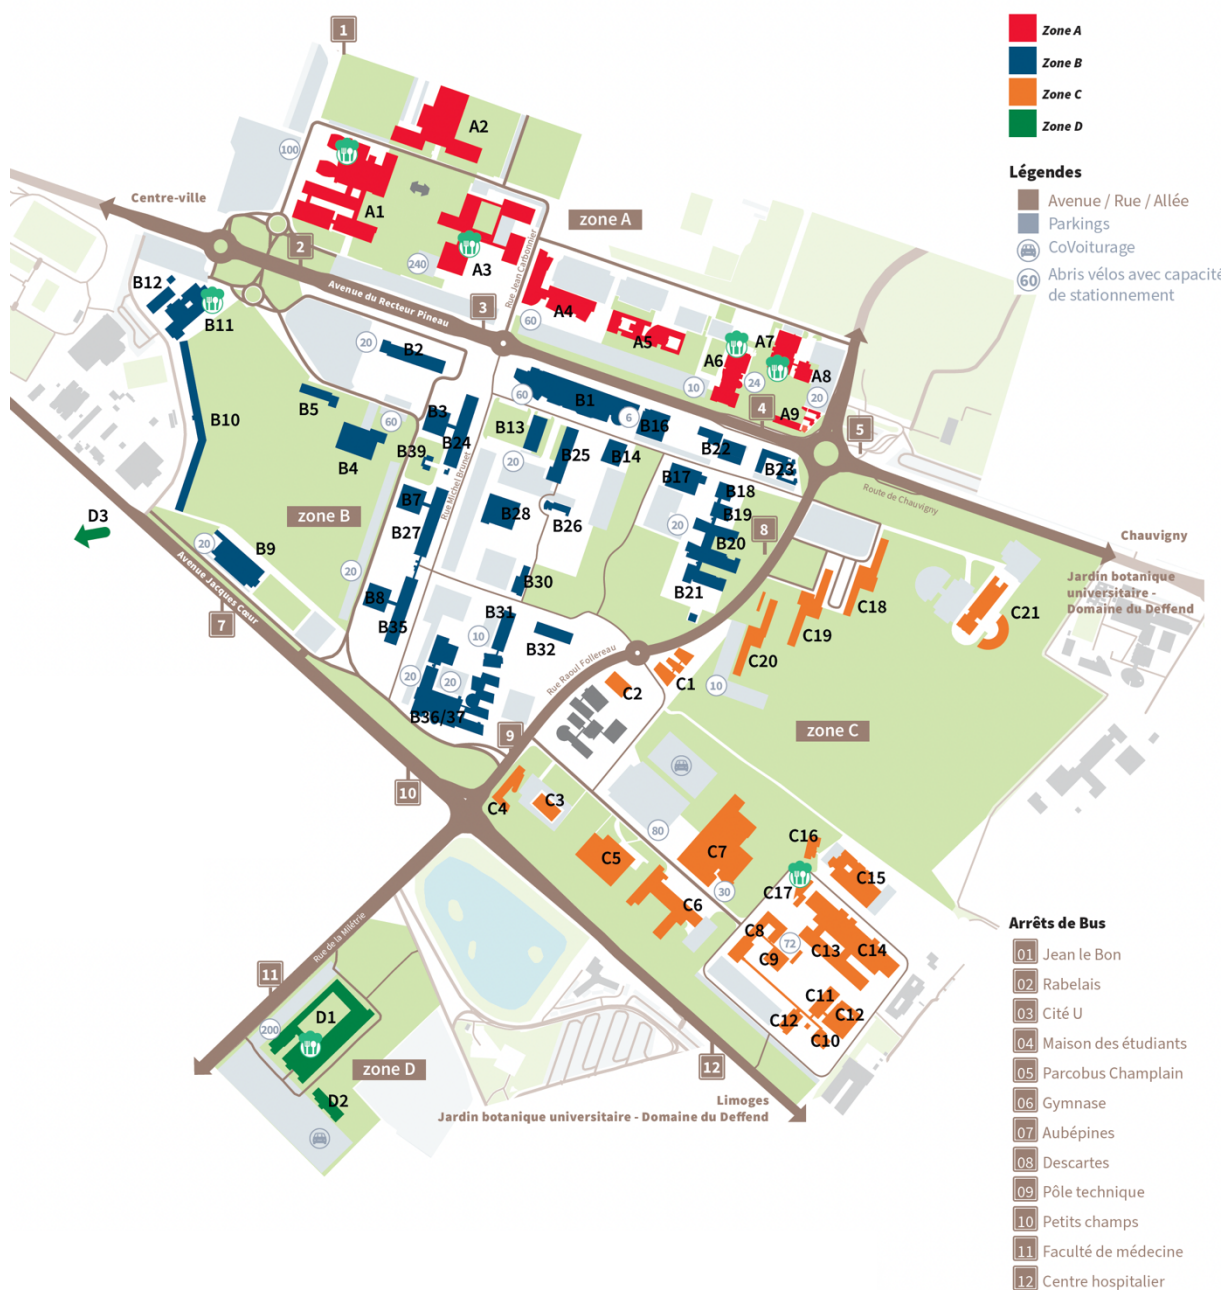 1
Zone A
Zone B
Zone C
Zone D
Légendes
Avenue / Rue / Allée
Parkings
CoVoiturage
60
Abris vélos avec capacité
de stationnement
A2
100
A1
Centre-ville
2
zone A
A3
240
Rue Jean Carbonnier
Avenue du Recteur Pineau
3
B12
B11
A4
60
A5
A6
A7
A8
A9
10
24
20
4
5
20
B2
B5
B10
60
B4
B3
B24
B39
B1
60
6
B16
B13
B25
B14
20
B22
B23
B17
B18
B19
B20
B21
20
8
Route de Chauvigny
Chauvigny
Jardin botanique
universitaire -
Domaine du Deffend
D3
zone B
Rue Michel Brunet
B7
B27
B28
B26
20
B9
20
Avenue Jacques Cœur
7
B8
B35
B30
B31
B32
10
20
20
B36/37
Rue Raoul Follereau
C18
C19
C20
C21
C1
C2
10
zone C
9
10
C4
C3
C5
80
C7
C6
30
C16
C17
C15
C8
C9
72
C13
C14
C11
C12
C12
C10
Rue de la Milétrie
11
200
D1
zone D
D2
12
Limoges
Jardin botanique universitaire - Domaine du Deffend
Arrêts de Bus
01 Jean le Bon
02 Rabelais
03 Cité U
04 Maison des étudiants
05 Parcobus Champlain
06 Gymnase
07 Aubépines
08 Descartes
09 Pôle technique
10 Petits champs
11 Faculté de médecine
12 Centre hospitalier